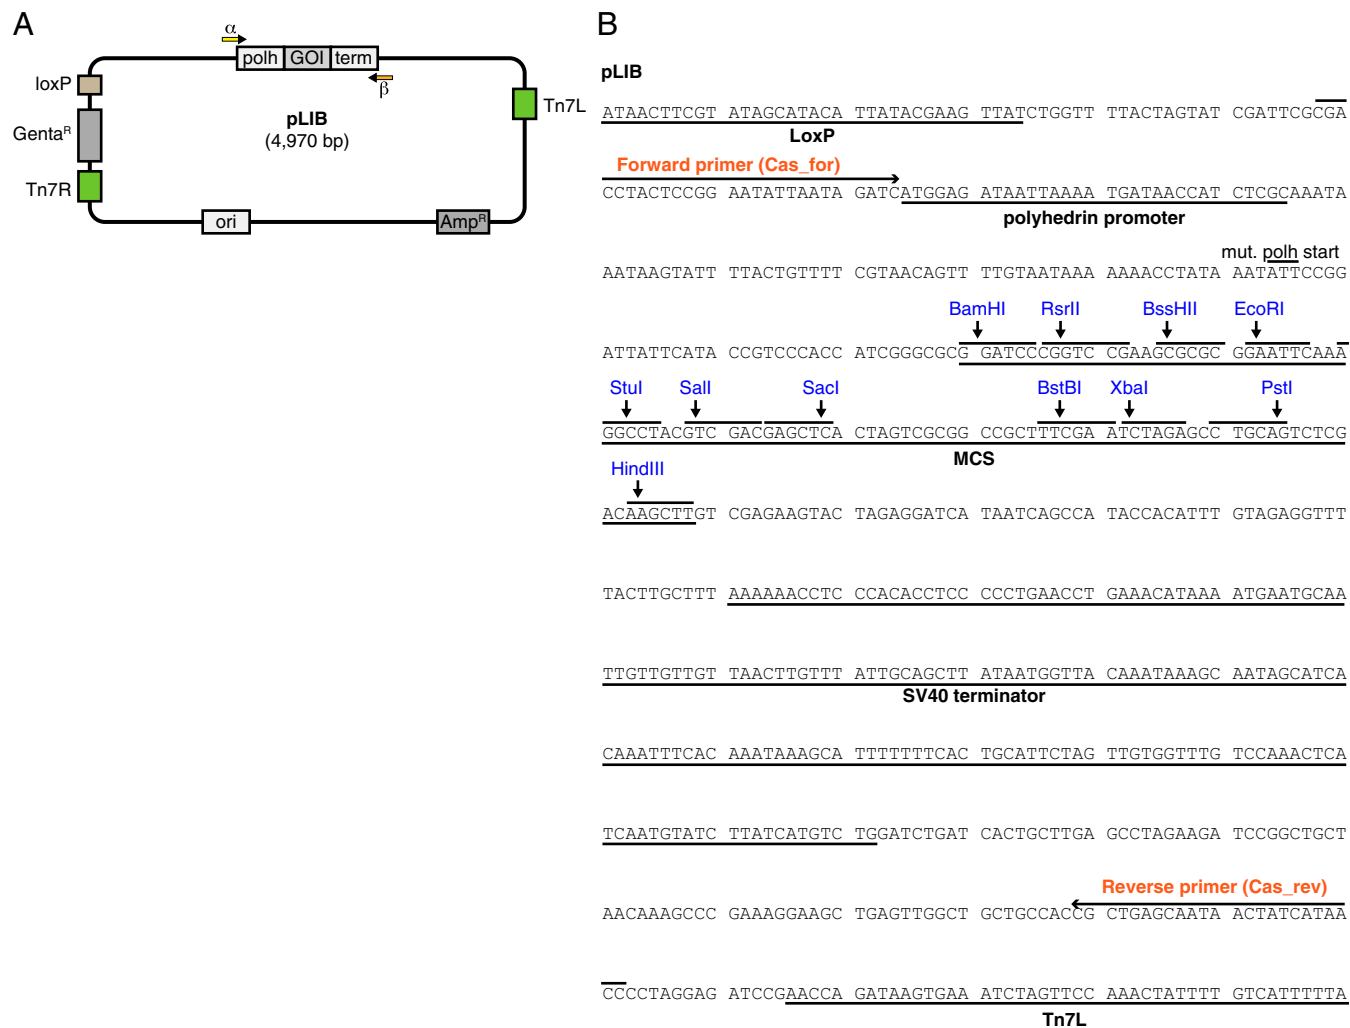 A
α
polh GOI term
β
loxP
Genta^R
Tn7R
Tn7L
pLIB
(4,970 bp)
ori
Amp^R
B
pLIB
ATAACTTCGT ATAGCATACA TTATACGAAG TTATCTGGTT TTACTAGTAT CGATTCGCGA
LoxP
Forward primer (Cas_for)
CCTACTCCGG AATATTAATA GATCATGGAG ATAATTAAAA TGATAACCAT CTCGCAAATA
polyhedrin promoter
mut. polh start
AATAAGTATT TTACTGTTTT CGTAACAGTT TTGTAATAAA AAAACCTATA AATATTCCGG
BamHI RsrII BssHII EcoRI
ATTATTCATA CCGTCCCACC ATCGGGCGCG GATCCCGGTC CGAAGCGCGC GGAATTCAAA
StuI SalI SacI BstBI XbaI PstI
GGCCTACGTC GACGAGCTCA CTAGTCGCGG CCGCTTTCGA ATCTAGAGCC TGCAGTCTCG
MCS
HindIII
ACAAGCTTGT CGAGAAGTAC TAGAGGATCA TAATCAGCCA TACCACATTT GTAGAGGTTT
TACTTGCTTT AAAAAACCTC CCACACCTCC CCCTGAACCT GAAACATAAA ATGAATGCAA
TTGTTGTTGT TAACTTGTTT ATTGCAGCTT ATAATGGTTA CAAATAAAGC AATAGCATCA
SV40 terminator
CAAATTTCAC AAATAAAGCA TTTTTTTCAC TGCATTCTAG TTGTGGTTTG TCCAAACTCA
TCAATGTATC TTATCATGTC TGGATCTGAT CACTGCTTGA GCCTAGAAGA TCCGGCTGCT
Reverse primer (Cas_rev)
AACAAAGCCC GAAAGGAAGC TGAGTTGGCT GCTGCCACCG CTGAGCAATA ACTATCATAA
CCCCTAGGAG ATCCGAACCA GATAAGTGAA ATCTAGTTCC AAACTATTTT GTCATTTTTA
Tn7L